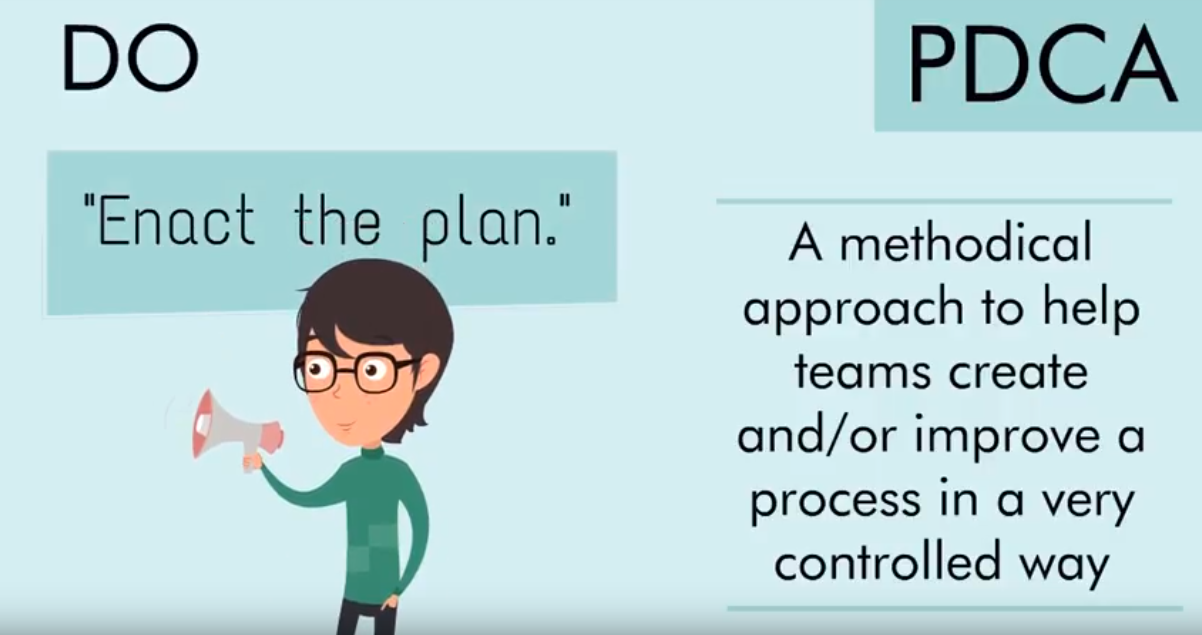 DO
PDCA
"Enact the plan."
A methodical
approach to help
teams create
and/or improve a
process in a very
controlled way